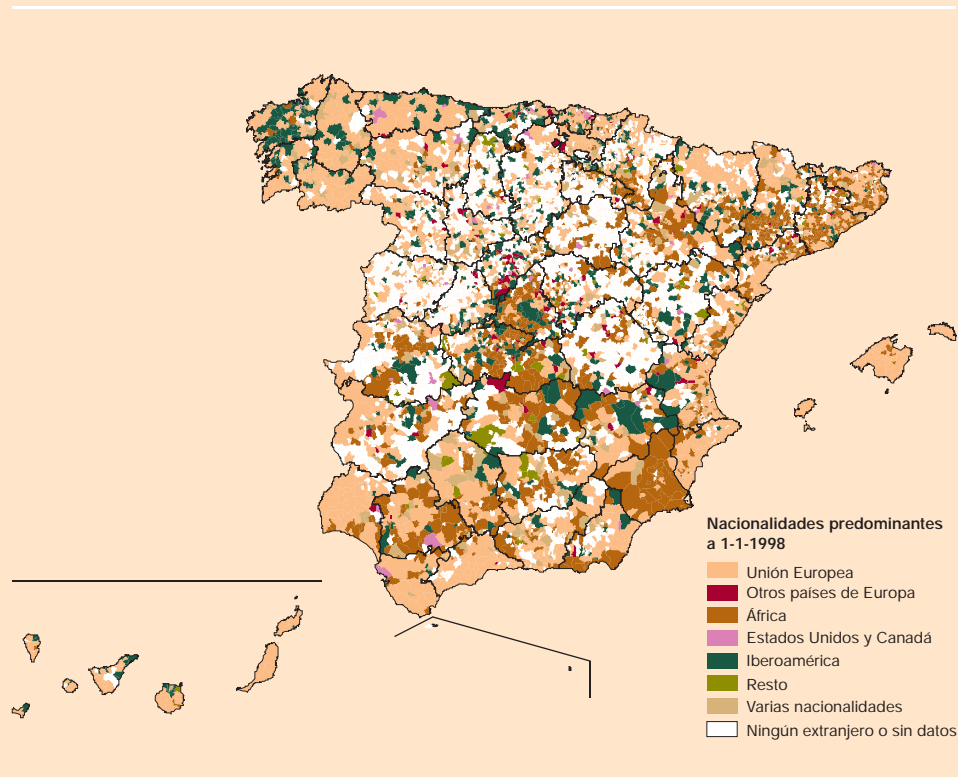 Nacionalidades predominantes
a 1-1-1998
Unión Europea
Otros países de Europa
África
Estados Unidos y Canadá
Iberoamérica
Resto
Varias nacionalidades
Ningún extranjero o sin datos